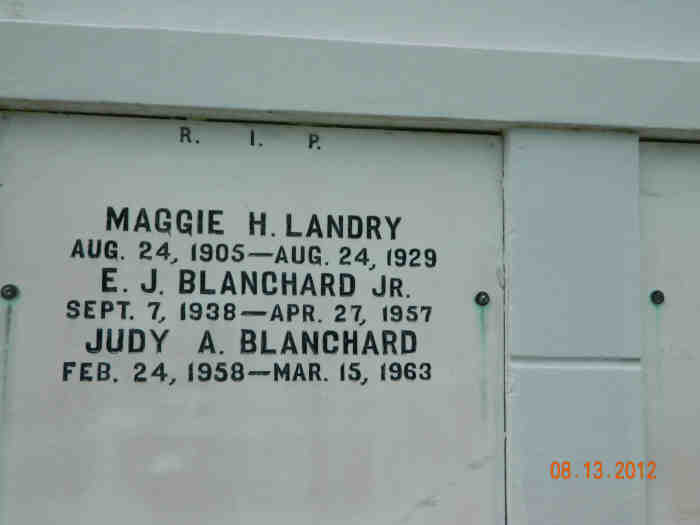 R. I. P.
MAGGIE H. LANDRY
AUG. 24, 1905—AUG. 24, 1929
E. J. BLANCHARD JR.
SEPT. 7, 1938—APR. 27, 1957
JUDY A. BLANCHARD
FEB. 24, 1958—MAR. 15, 1963
08.13.2012